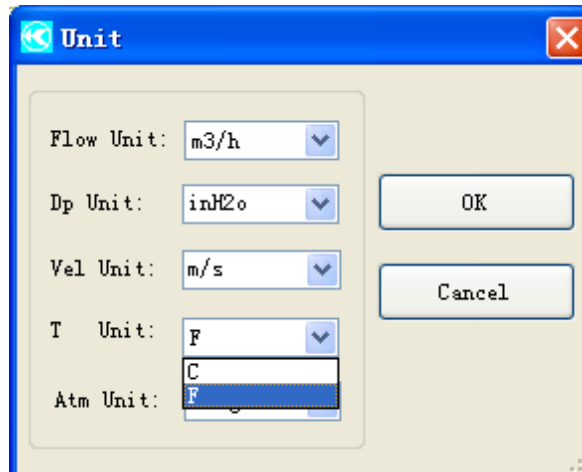 Unit
Flow Unit: m3/h
Dp Unit: inH2o
OK
Vel Unit: m/s
Cancel
T Unit: F
C
F
Atm Unit: